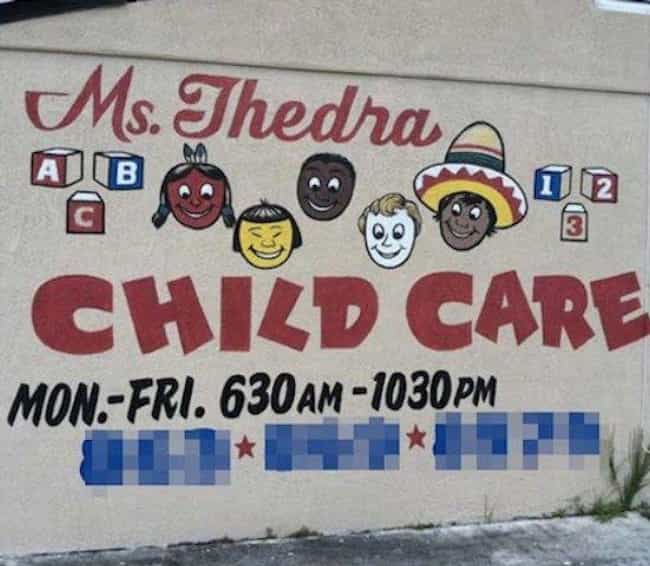 Ms. Thedra
A B 1 2
C 3
CHILD CARE
MON.-FRI. 630AM-1030PM